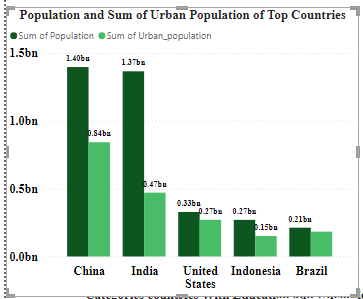 Population and Sum of Urban Population of Top Countries
Sum of Population Sum of Urban_population
1.5bn
1.40bn
1.37bn
1.0bn
0.84bn
0.5bn
0.47bn
0.33bn
0.27bn
0.27bn
0.15bn
0.21bn
0.0bn
China India United States Indonesia Brazil